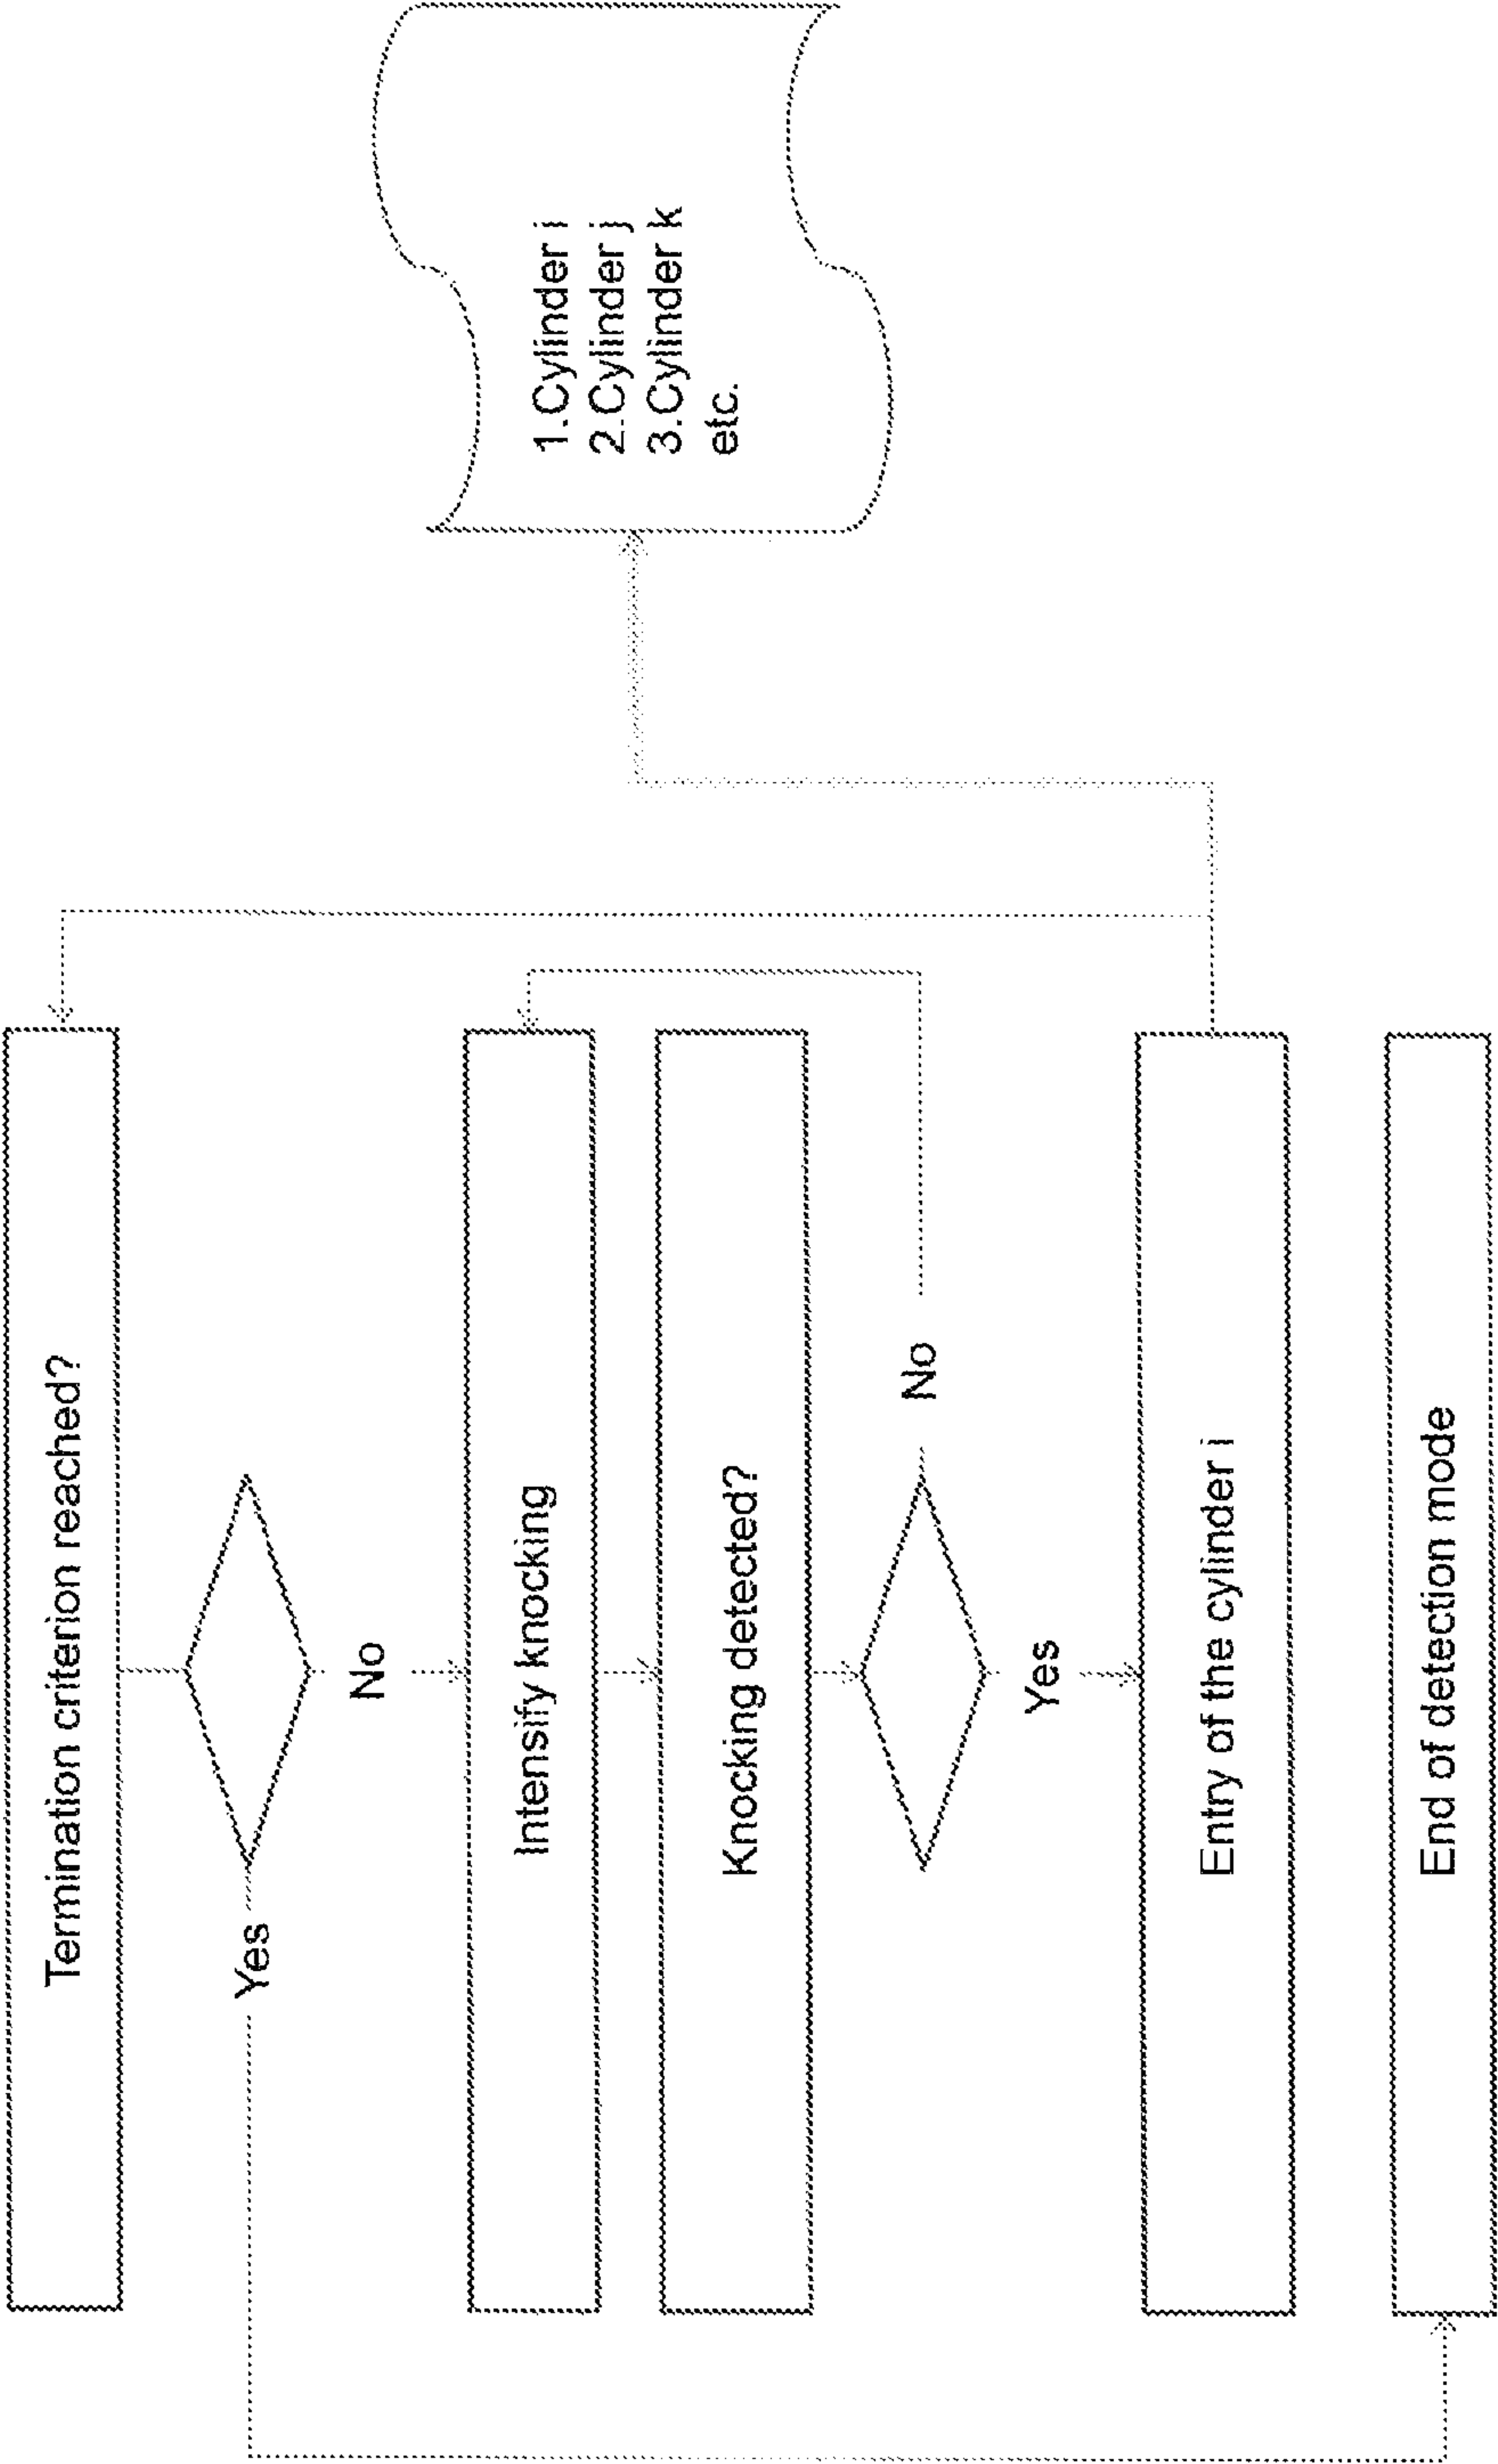 Termination criterion reached?
Yes
No
Intensify knocking
Knocking detected?
No
Yes
Entry of the cylinder i
End of detection mode
1.Cylinder i
2.Cylinder j
3.Cylinder k
etc.